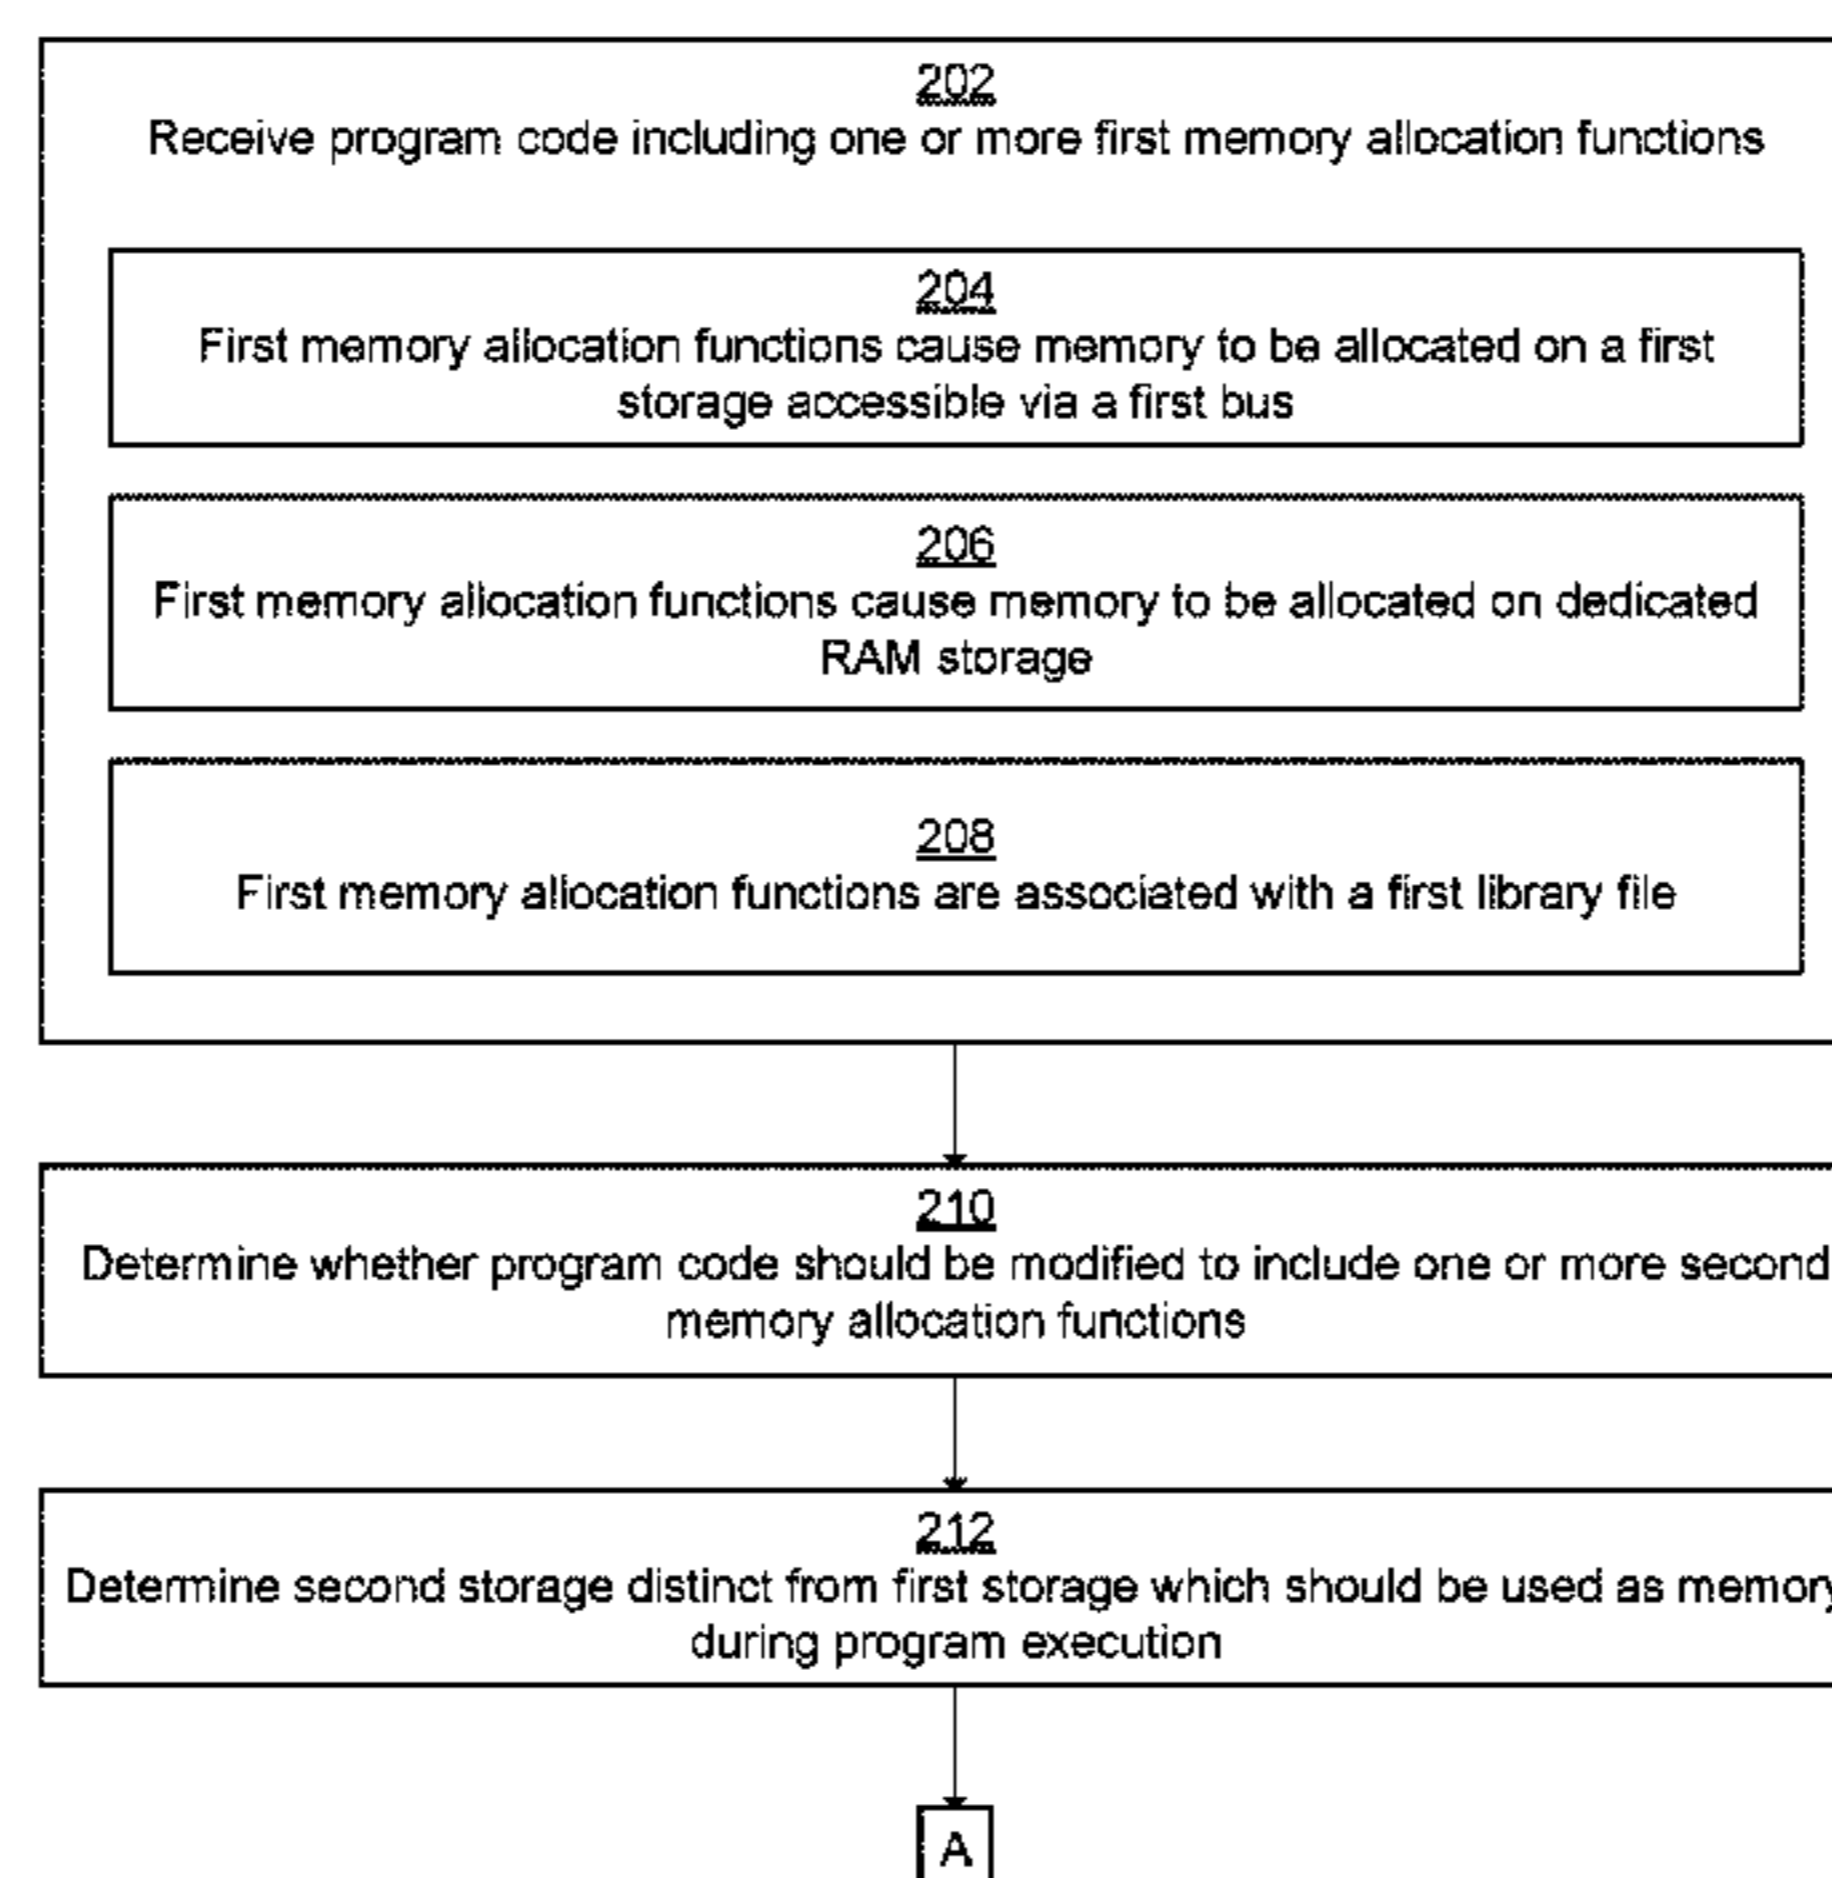 202
Receive program code including one or more first memory allocation functions
204
First memory allocation functions cause memory to be allocated on a first
storage accessible via a first bus
206
First memory allocation functions cause memory to be allocated on dedicated
RAM storage
208
First memory allocation functions are associated with a first library file
210
Determine whether program code should be modified to include one or more second
memory allocation functions
212
Determine second storage distinct from first storage which should be used as memory
during program execution
A